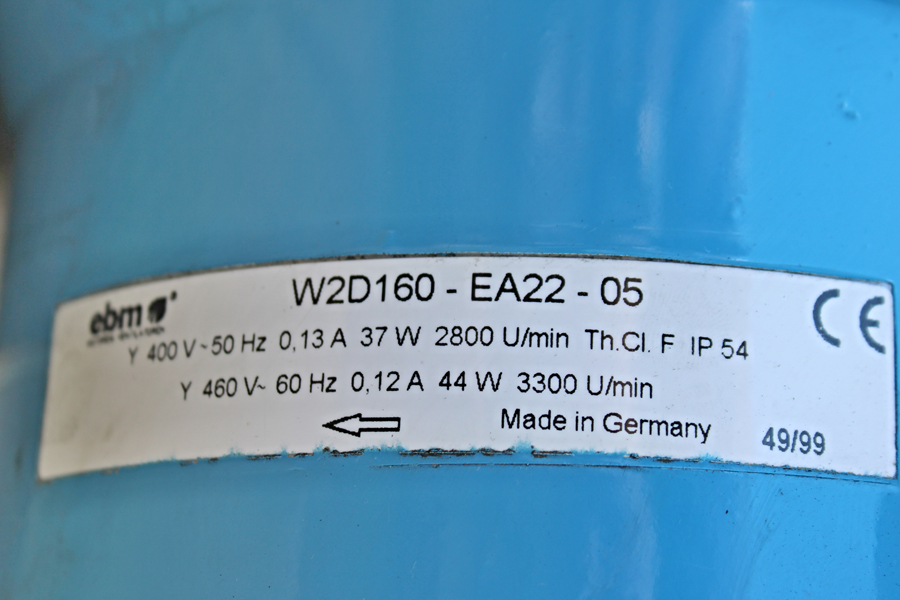 W2D160 - EA22 - 05
ebm
Y 400 V~50 Hz 0,13 A 37 W 2800 U/min Th.Cl. F IP 54
Y 460 V~ 60 Hz 0,12 A 44 W 3300 U/min
Made in Germany
49/99
CE